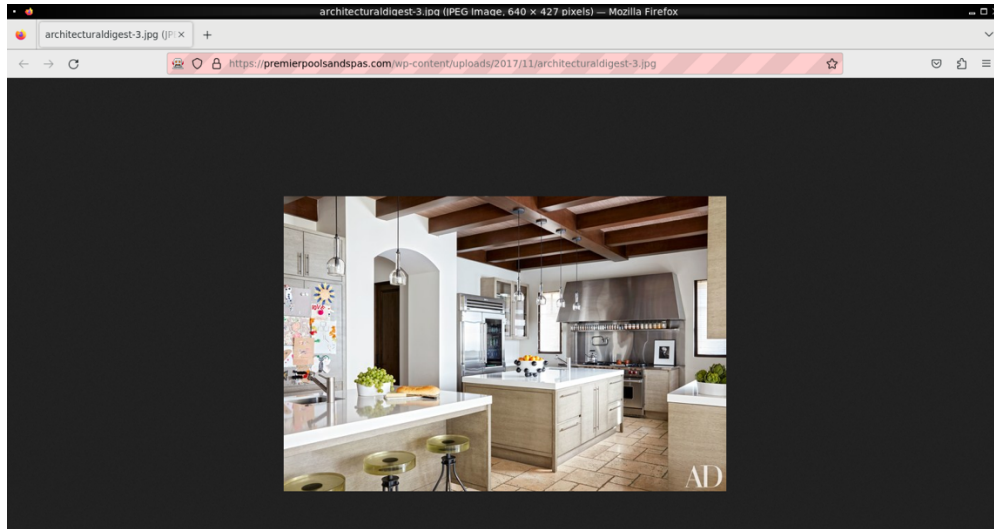 architecturaldigest-3.jpg (JPEG Image, 640 × 427 pixels) — Mozilla Firefox
architecturaldigest-3.jpg (JPE
https://premierpoolsandspas.com/wp-content/uploads/2017/11/architecturaldigest-3.jpg
AD